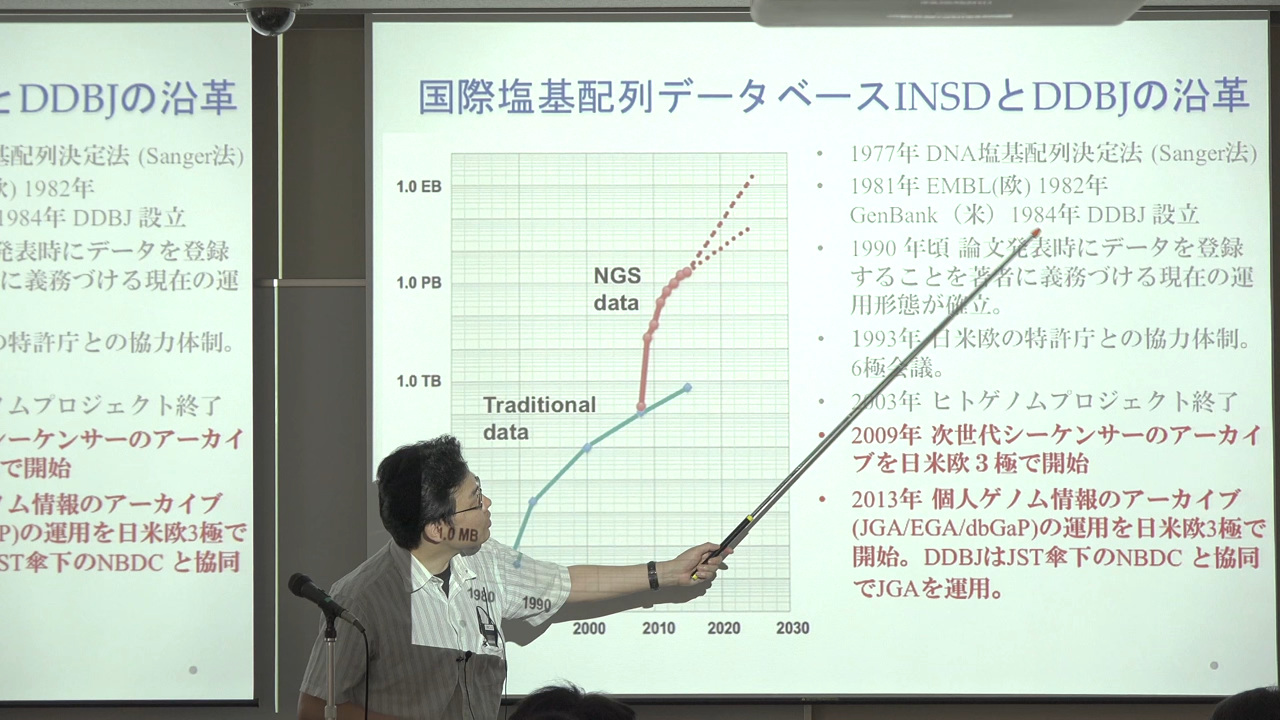 とDDBJの沿革
基配列決定法 (Sanger法)
欧) 1982年
1984年 DDBJ 設立
発表時にデータを登録
に義務づける現在の運
の特許庁との協力体制。
ノムプロジェクト終了
シーケンサーのアーカイ
で開始
ノム情報のアーカイブ
P)の運用を日米欧3極で
JST傘下のNBDC と協同
国際塩基配列データベースINSDとDDBJの沿革
1.0 EB
1.0 PB
1.0 TB
1.0 MB
NGS
data
Traditional
data
1980
1990
2000
2010
2020
2030
• 1977年 DNA塩基配列決定法 (Sanger法)
• 1981年 EMBL(欧) 1982年
GenBank（米）1984年 DDBJ 設立
• 1990 年頃 論文発表時にデータを登録
することを著者に義務づける現在の運
用形態が確立。
• 1993年 日米欧の特許庁との協力体制。
6極会議。
• 2003年 ヒトゲノムプロジェクト終了
• 2009年 次世代シーケンサーのアーカイ
ブを日米欧３極で開始
• 2013年 個人ゲノム情報のアーカイブ
(JGA/EGA/dbGaP)の運用を日米欧3極で
開始。DDBJはJST傘下のNBDC と協同
でJGAを運用。